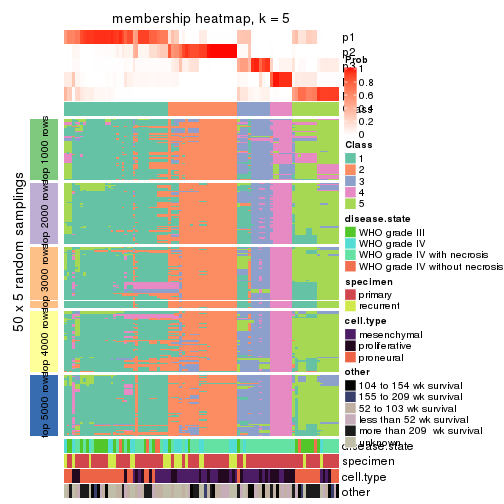 membership heatmap, k = 5
p1
p2
p3
Prob
1
0.8
0.6
0.4
0.2
0
Class
Class
1
2
3
4
5
disease.state
WHO grade III
WHO grade IV
WHO grade IV with necrosis
WHO grade IV without necrosis
specimen
primary
recurrent
cell.type
mesenchymal
proliferative
proneural
other
104 to 154 wk survival
155 to 209 wk survival
52 to 103 wk survival
less than 52 wk survival
more than 209 wk survival
unknown
disease.state
specimen
cell.type
other
50 x 5 random samplings
top 1000 rows
top 2000 rows
top 3000 rows
top 4000 rows
top 5000 rows